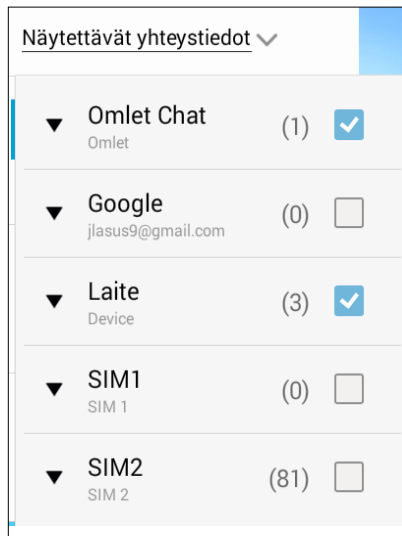 Näytettävät yhteystiedot
Omlet Chat (1)
Omlet
Google (0)
jlasus9@gmail.com
Laite (3)
Device
SIM1 (0)
SIM 1
SIM2 (81)
SIM 2